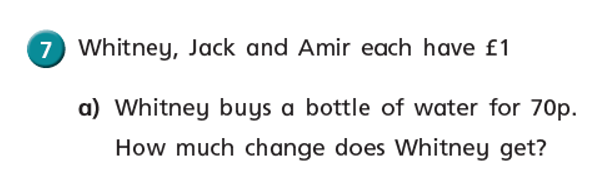 7 Whitney, Jack and Amir each have £1
a) Whitney buys a bottle of water for 70p.
How much change does Whitney get?